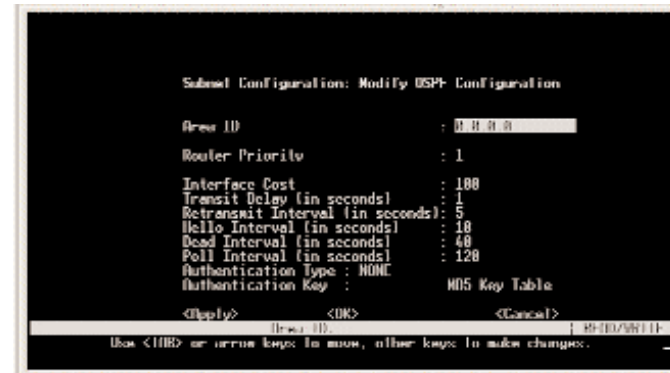 Subnet Configuration: Modify OSPF Configuration
Area ID : 0.0.0.0
Router Priority : 1
Interface Cost : 100
Transit Delay (in seconds) : 1
Retransmit Interval (in seconds): 5
Hello Interval (in seconds) : 10
Dead Interval (in seconds) : 40
Poll Interval (in seconds) : 120
Authentication Type : NONE
Authentication Key : MD5 Key Table
<Apply> <OK> <Cancel>
Area ID. | READ/WRITE
Use <TAB> or arrow keys to move, other keys to make changes.